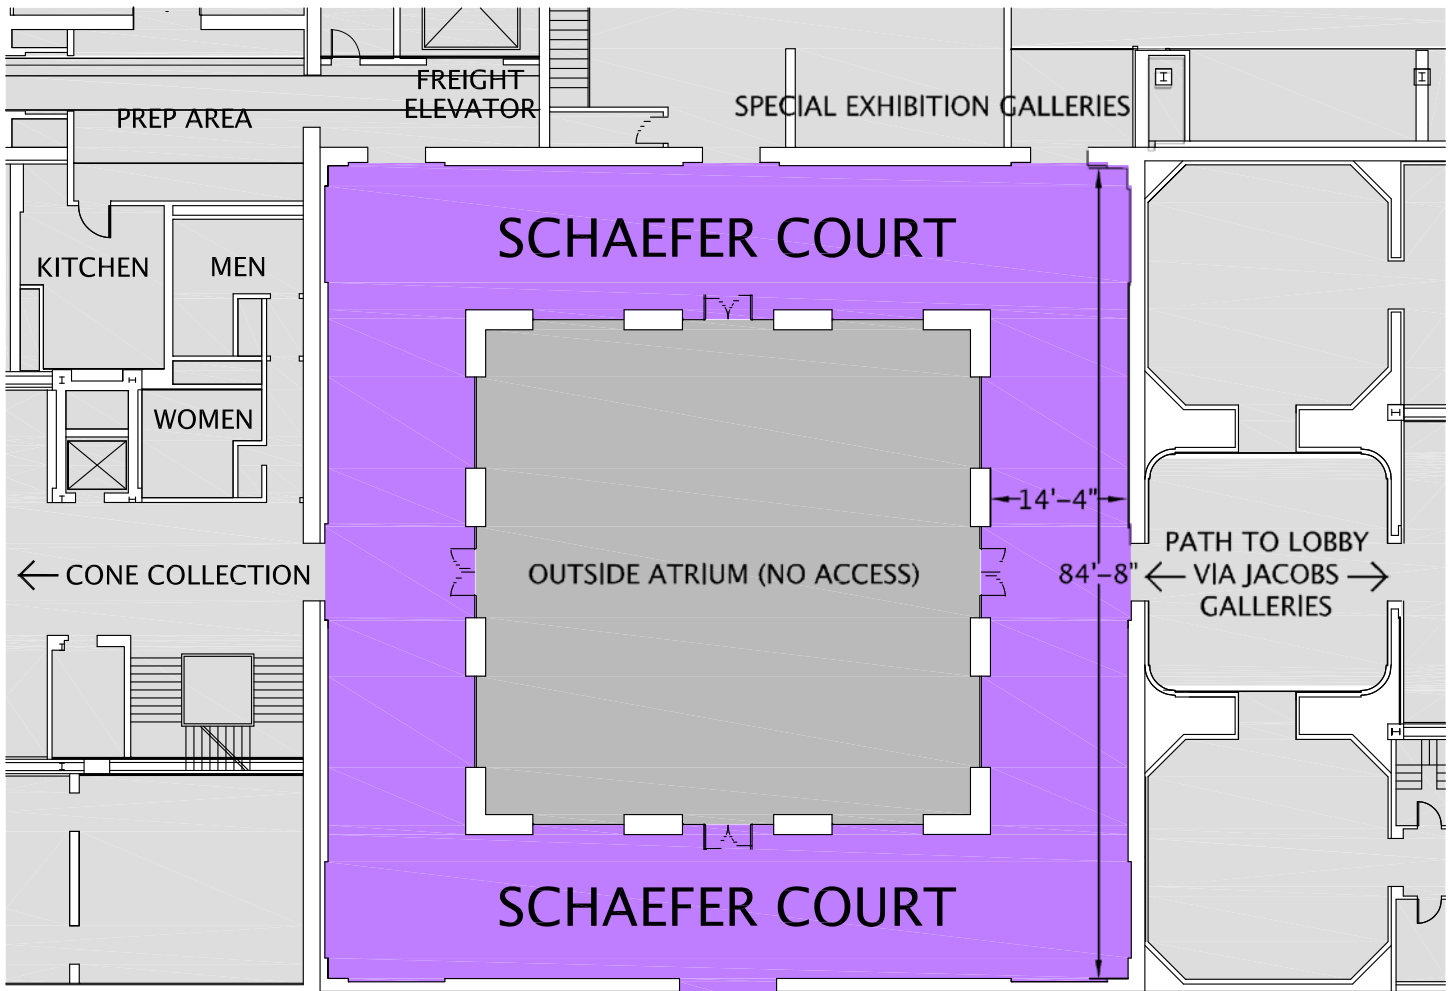 FREIGHT
ELEVATOR
PREP AREA
SPECIAL EXHIBITION GALLERIES
SCHAEFER COURT
KITCHEN
MEN
WOMEN
14'-4"
PATH TO LOBBY
VIA JACOBS
GALLERIES
84'-8"
CONE COLLECTION
OUTSIDE ATRIUM (NO ACCESS)
SCHAEFER COURT